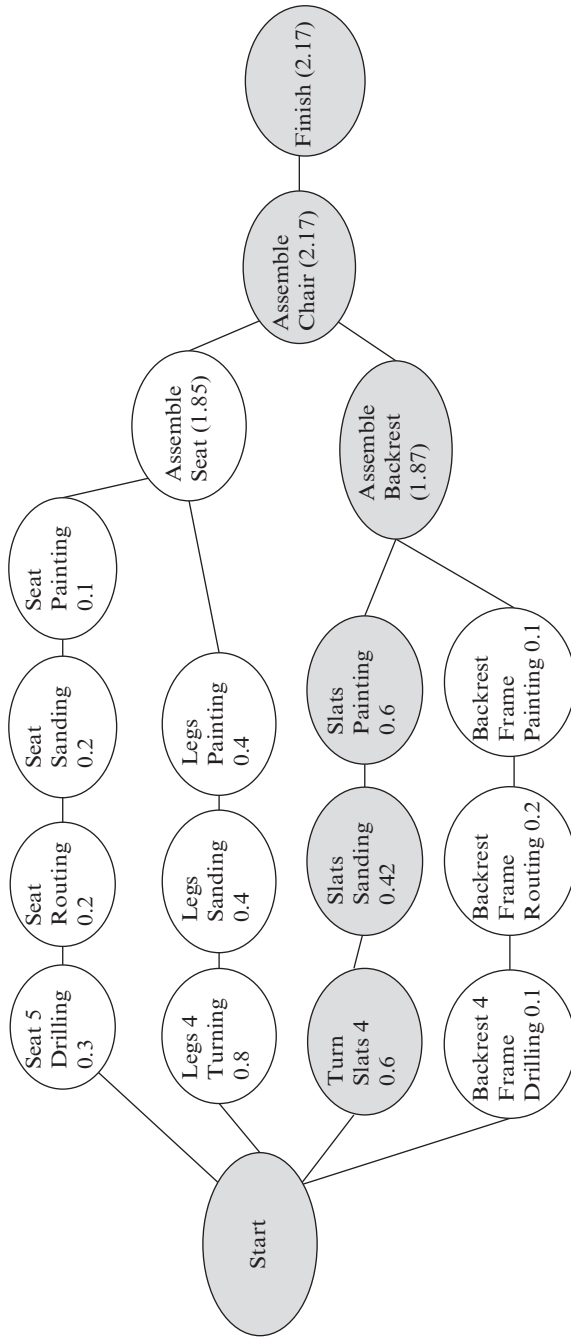 Start
Seat 5
Drilling
0.3
Seat
Routing
0.2
Seat
Sanding
0.2
Seat
Painting
0.1
Legs 4
Turning
0.8
Legs
Sanding
0.4
Legs
Painting
0.4
Assemble
Seat (1.85)
Turn
Slats 4
0.6
Slats
Sanding
0.42
Slats
Painting
0.6
Backrest 4
Frame
Drilling 0.1
Backrest
Frame
Routing 0.2
Backrest
Frame
Painting 0.1
Assemble
Backrest
(1.87)
Assemble
Chair (2.17)
Finish (2.17)